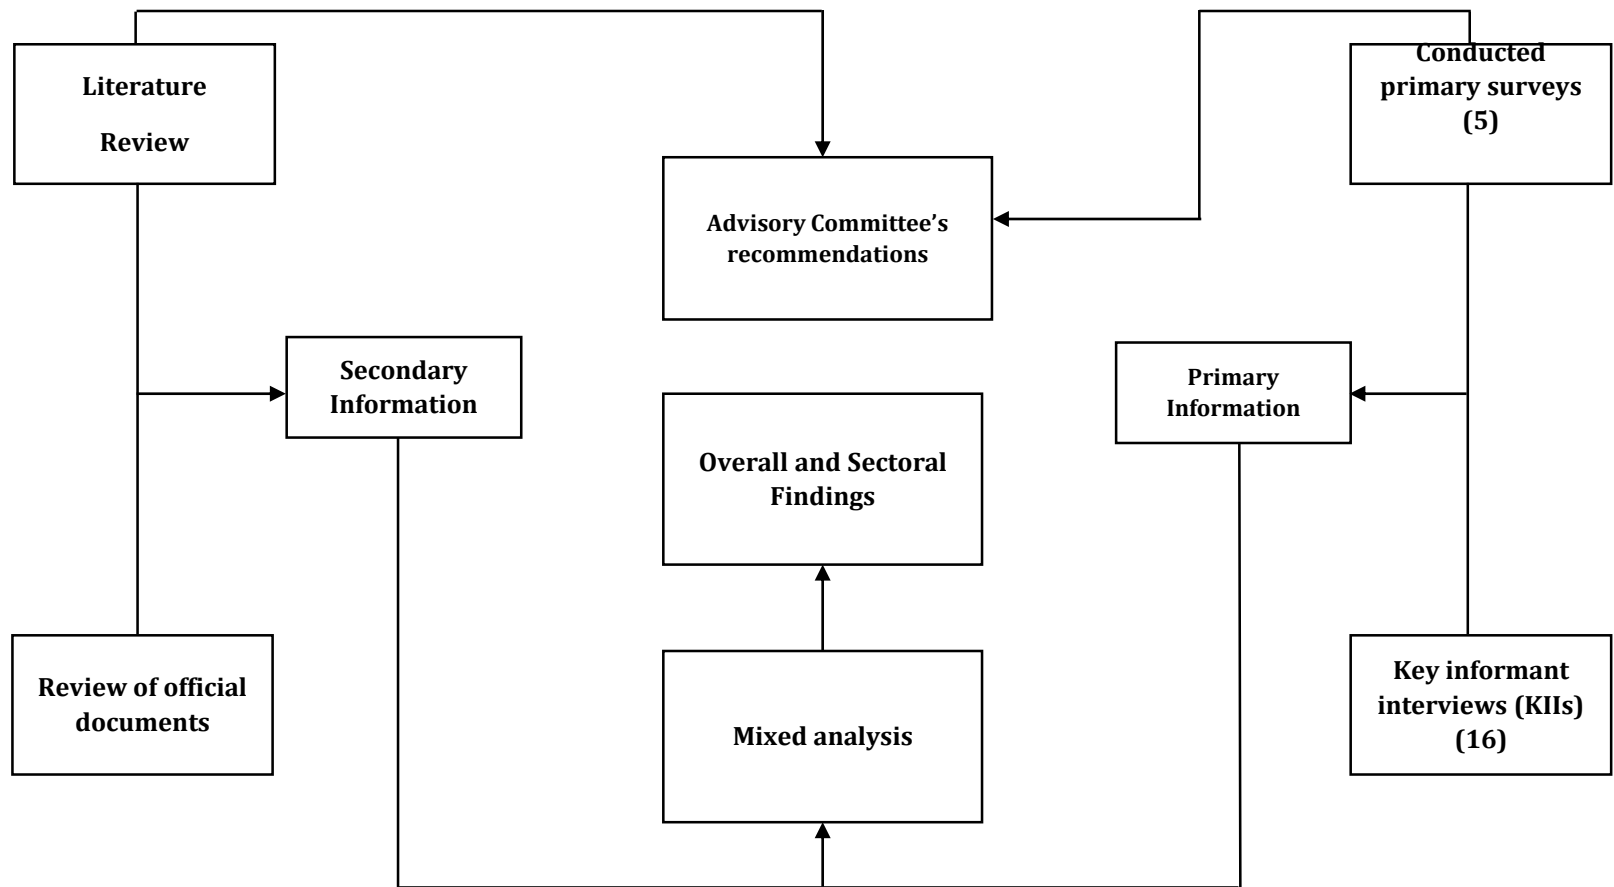 Literature
Review
Conducted
primary surveys
(5)
Advisory Committee’s
recommendations
Secondary
Information
Primary
Information
Overall and Sectoral
Findings
Review of official
documents
Mixed analysis
Key informant
interviews (KIIs)
(16)